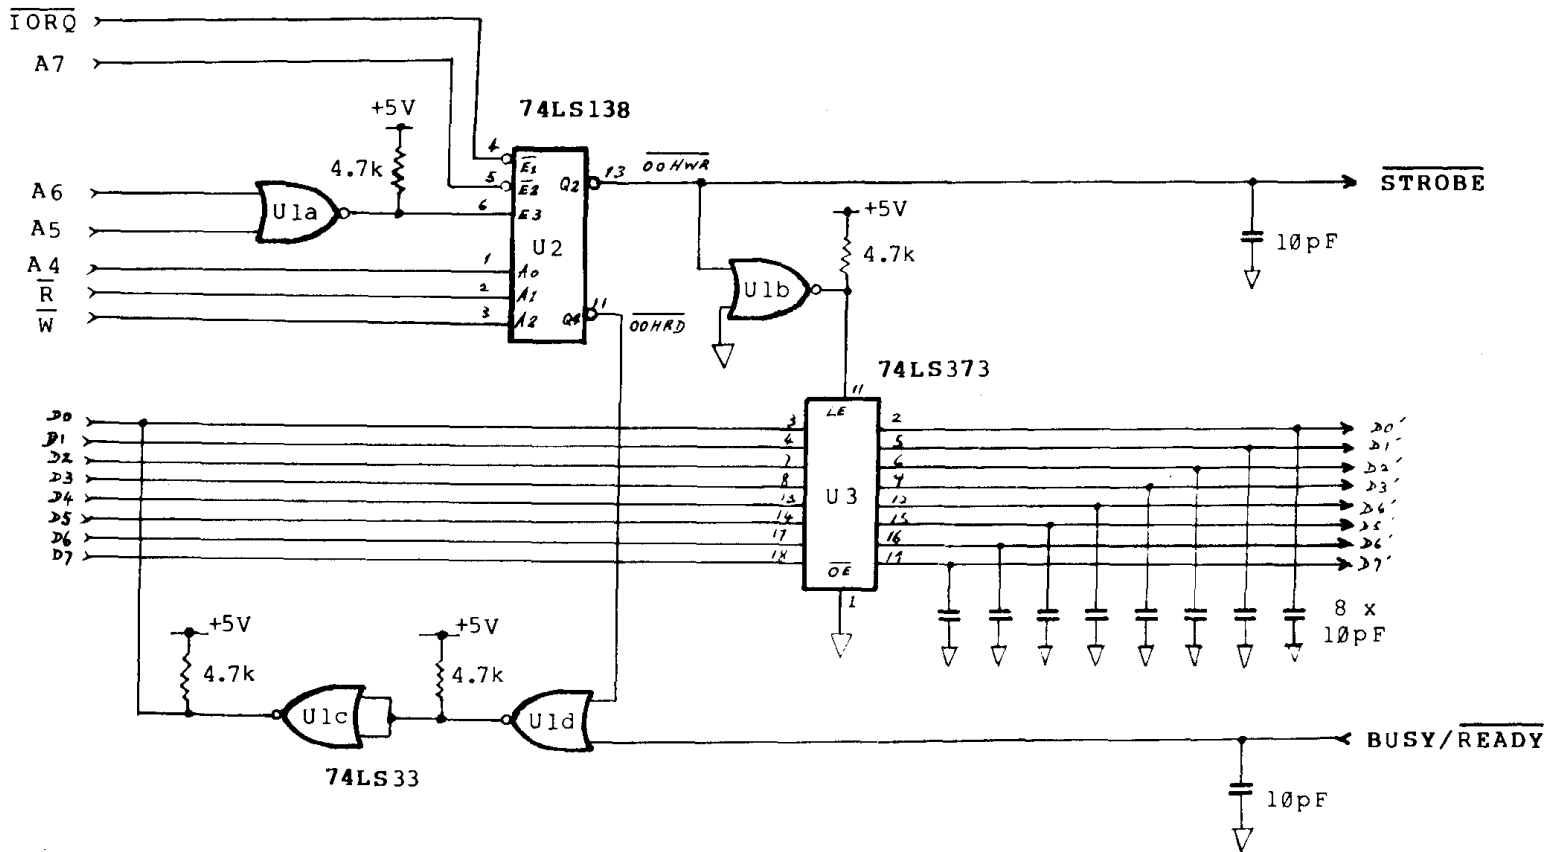 IORQ
A7
+5V
74LS138
4.7k
A6
A5
U1a
A4
R
W
4
5
6
1
2
3
E1
E2
E3
U2
A0
A1
A2
Q2
Q4
13
11
00HWR
00HRD
STROBE
10pF
+5V
4.7k
U1b
74LS373
11
LE
U3
OE
1
D0
D1
D2
D3
D4
D5
D6
D7
3
4
7
8
13
14
17
18
2
5
6
9
12
15
16
19
D0'
D1'
D2'
D3'
D4'
D5'
D6'
D7'
8 x
10pF
+5V
4.7k
U1c
+5V
4.7k
U1d
74LS33
BUSY/READY
10pF